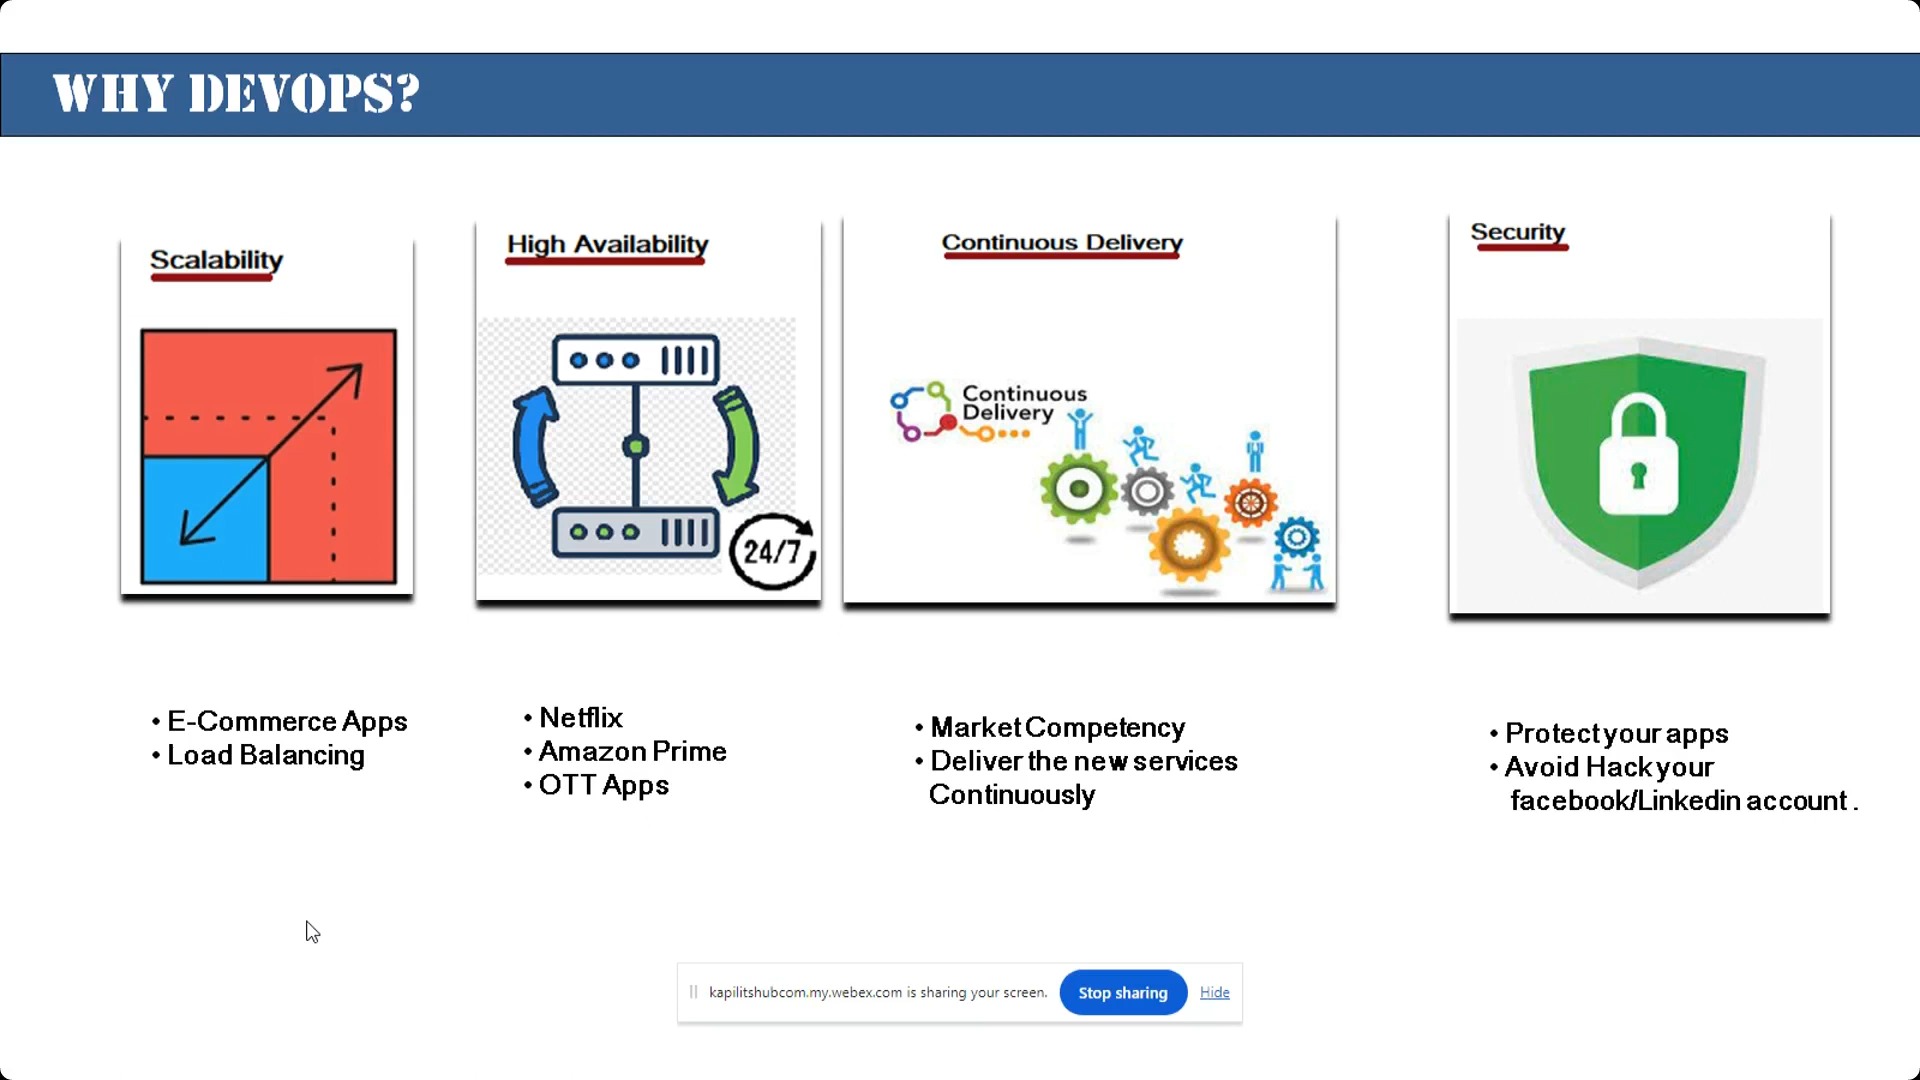 WHY DEVOPS?
Scalability
High Availability
24/7
Continuous Delivery
Continuous
Delivery
Security
• E-Commerce Apps
• Load Balancing
• Netflix
• Amazon Prime
• OTT Apps
• Market Competency
• Deliver the new services
Continuously
• Protect your apps
• Avoid Hack your
facebook/Linkedin account .
kapilitshubcom.my.webex.com is sharing your screen.
Stop sharing
Hide